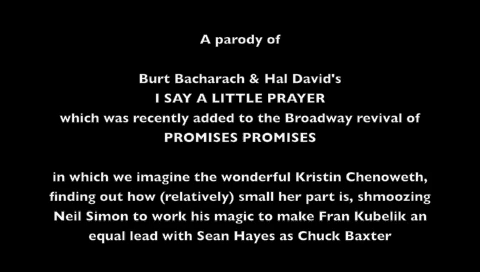 A parody of
Burt Bacharach & Hal David's
I SAY A LITTLE PRAYER
which was recently added to the Broadway revival of
PROMISES PROMISES
in which we imagine the wonderful Kristin Chenoweth,
finding out how (relatively) small her part is, shmoozing
Neil Simon to work his magic to make Fran Kubelik an
equal lead with Sean Hayes as Chuck Baxter